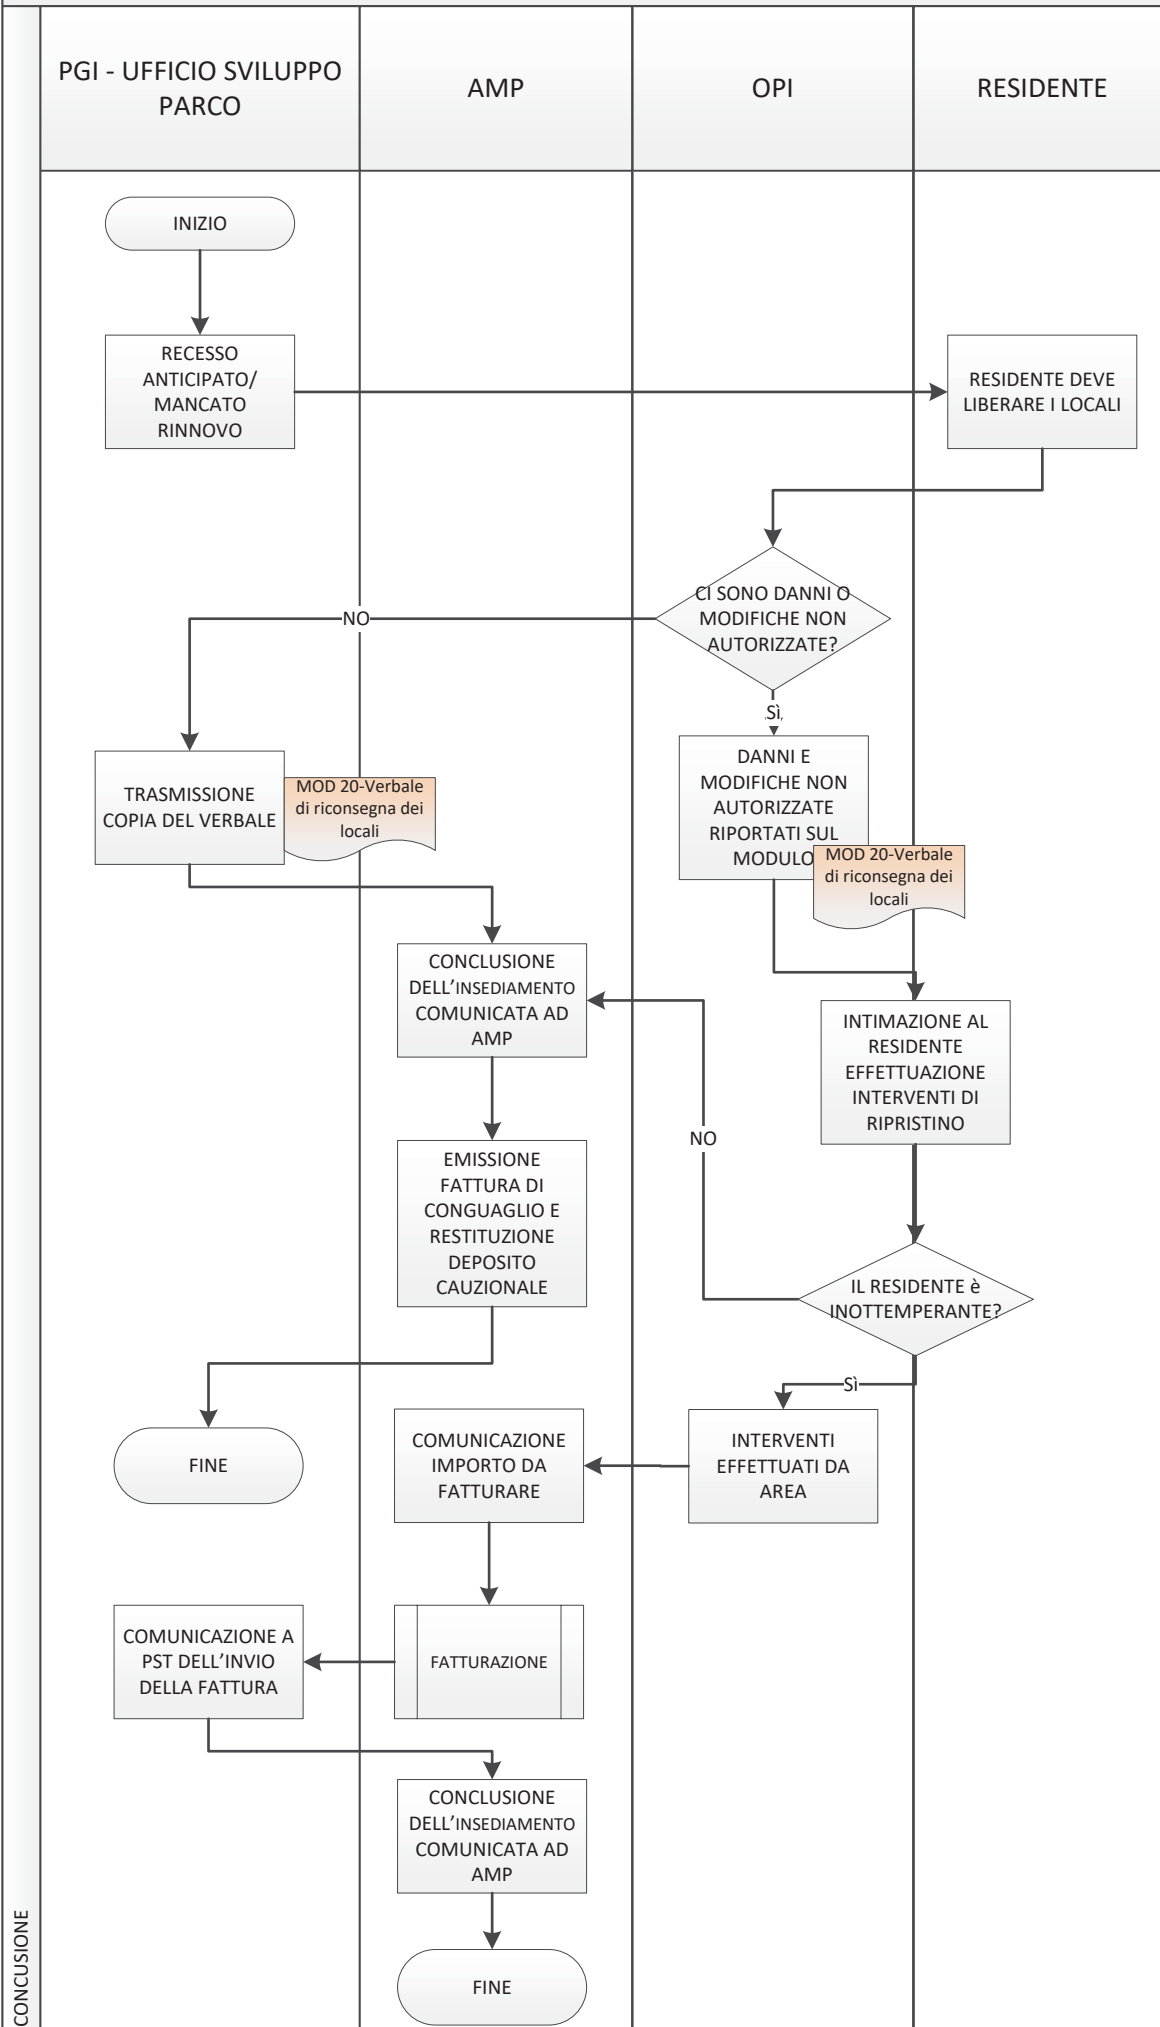 PGI - UFFICIO SVILUPPO
PARCO
AMP
OPI
RESIDENTE
INIZIO
RECESSO
ANTICIPATO/
MANCATO
RINNOVO
RESIDENTE DEVE
LIBERARE I LOCALI
CI SONO DANNI O
MODIFICHE NON
AUTORIZZATE?
NO
Sì
TRASMISSIONE
COPIA DEL VERBALE
MOD 20-Verbale
di riconsegna dei
locali
DANNI E
MODIFICHE NON
AUTORIZZATE
RIPORTATI SUL
MODULO
MOD 20-Verbale
di riconsegna dei
locali
CONCLUSIONE
DELL'INSEDIAMENTO
COMUNICATA AD
AMP
INTIMAZIONE AL
RESIDENTE
EFFETTUAZIONE
INTERVENTI DI
RIPRISTINO
NO
EMISSIONE
FATTURA DI
CONGUAGLIO E
RESTITUZIONE
DEPOSITO
CAUZIONALE
IL RESIDENTE è
INOTTEMPERANTE?
Sì
FINE
COMUNICAZIONE
IMPORTO DA
FATTURARE
INTERVENTI
EFFETTUATI DA
AREA
COMUNICAZIONE A
PST DELL'INVIO
DELLA FATTURA
FATTURAZIONE
CONCLUSIONE
DELL'INSEDIAMENTO
COMUNICATA AD
AMP
FINE
CONCUSIONE